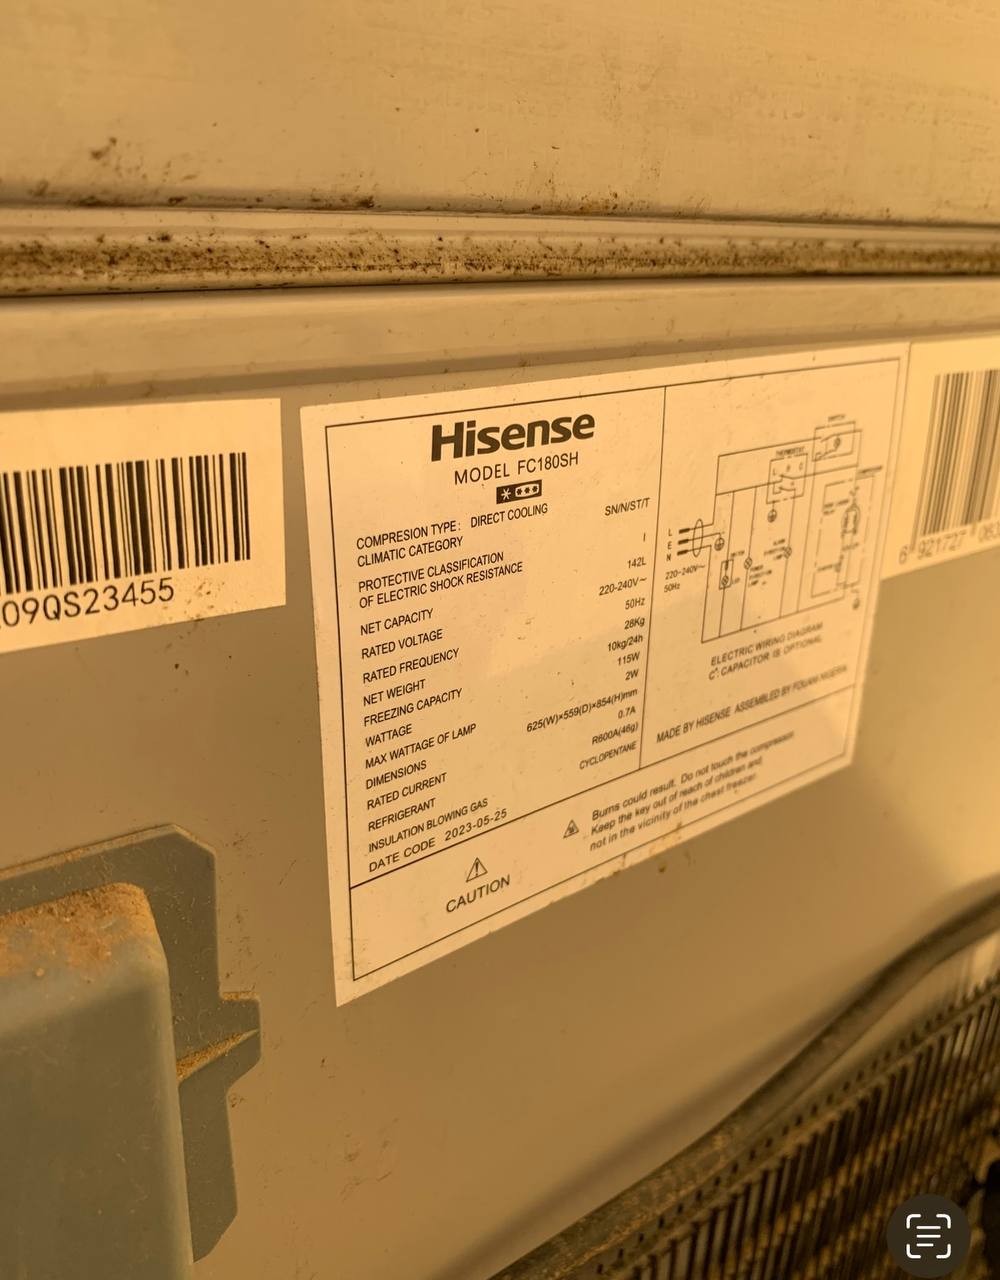 09QS23455
Hisense
MODEL FC180SH
COMPRESION TYPE: DIRECT COOLING
CLIMATIC CATEGORY SN/N/ST/T
PROTECTIVE CLASSIFICATION
OF ELECTRIC SHOCK RESISTANCE I
NET CAPACITY 142L
RATED VOLTAGE 220-240V~
RATED FREQUENCY 50Hz
NET WEIGHT 28Kg
FREEZING CAPACITY 10kg/24h
WATTAGE 115W
MAX WATTAGE OF LAMP 2W
DIMENSIONS 625(W)×559(D)×854(H)mm
RATED CURRENT 0.7A
REFRIGERANT R600A(46g)
INSULATION BLOWING GAS CYCLOPENTANE
DATE CODE 2023-05-25
SWITCH
THERMOSTAT
L
E
N
220-240V~
50Hz
ELECTRIC WIRING DIAGRAM
C*: CAPACITOR IS OPTIONAL
MADE BY HISENSE ASSEMBLED BY FOUANI NIGERIA
CAUTION
Burns could result. Do not touch the compressor.
Keep the key out of reach of children and
not in the vicinity of the chest freezer.
6 921727